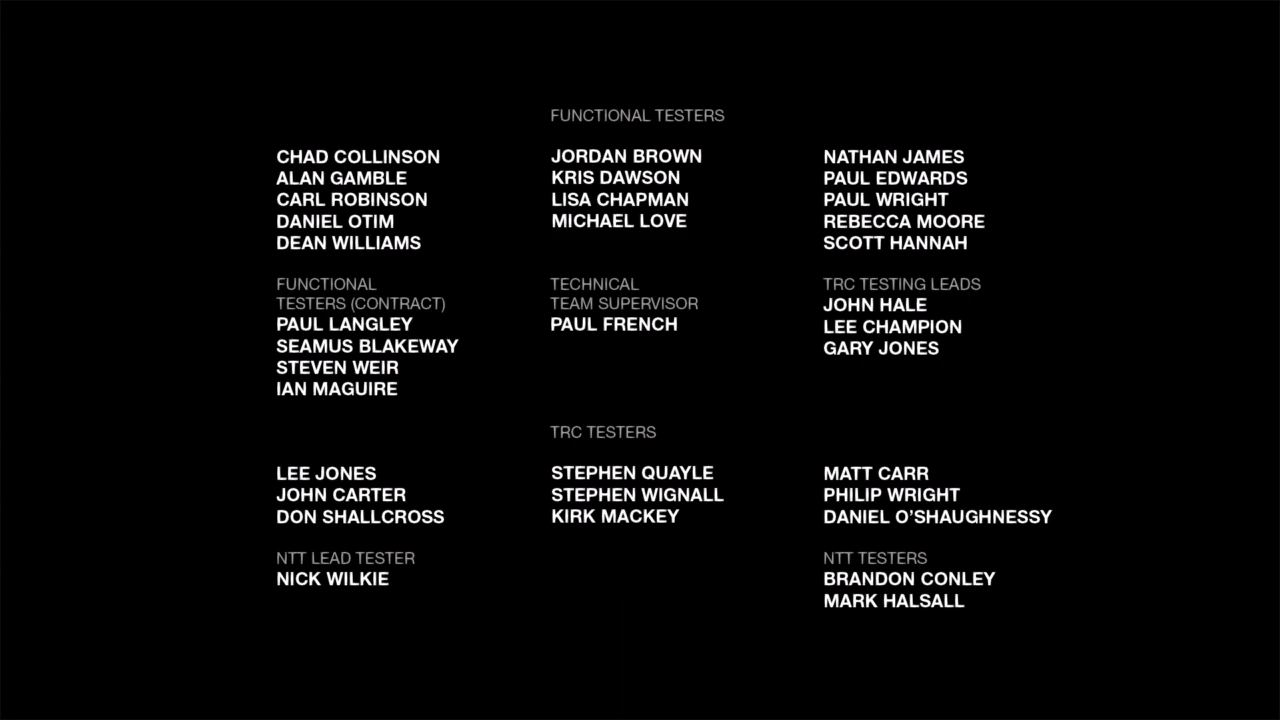 FUNCTIONAL TESTERS
CHAD COLLINSON
ALAN GAMBLE
CARL ROBINSON
DANIEL OTIM
DEAN WILLIAMS
JORDAN BROWN
KRIS DAWSON
LISA CHAPMAN
MICHAEL LOVE
NATHAN JAMES
PAUL EDWARDS
PAUL WRIGHT
REBECCA MOORE
SCOTT HANNAH
FUNCTIONAL
TESTERS (CONTRACT)
PAUL LANGLEY
SEAMUS BLAKEWAY
STEVEN WEIR
IAN MAGUIRE
TECHNICAL
TEAM SUPERVISOR
PAUL FRENCH
TRC TESTING LEADS
JOHN HALE
LEE CHAMPION
GARY JONES
TRC TESTERS
LEE JONES
JOHN CARTER
DON SHALLCROSS
STEPHEN QUAYLE
STEPHEN WIGNALL
KIRK MACKEY
MATT CARR
PHILIP WRIGHT
DANIEL O’SHAUGHNESSY
NTT LEAD TESTER
NICK WILKIE
NTT TESTERS
BRANDON CONLEY
MARK HALSALL